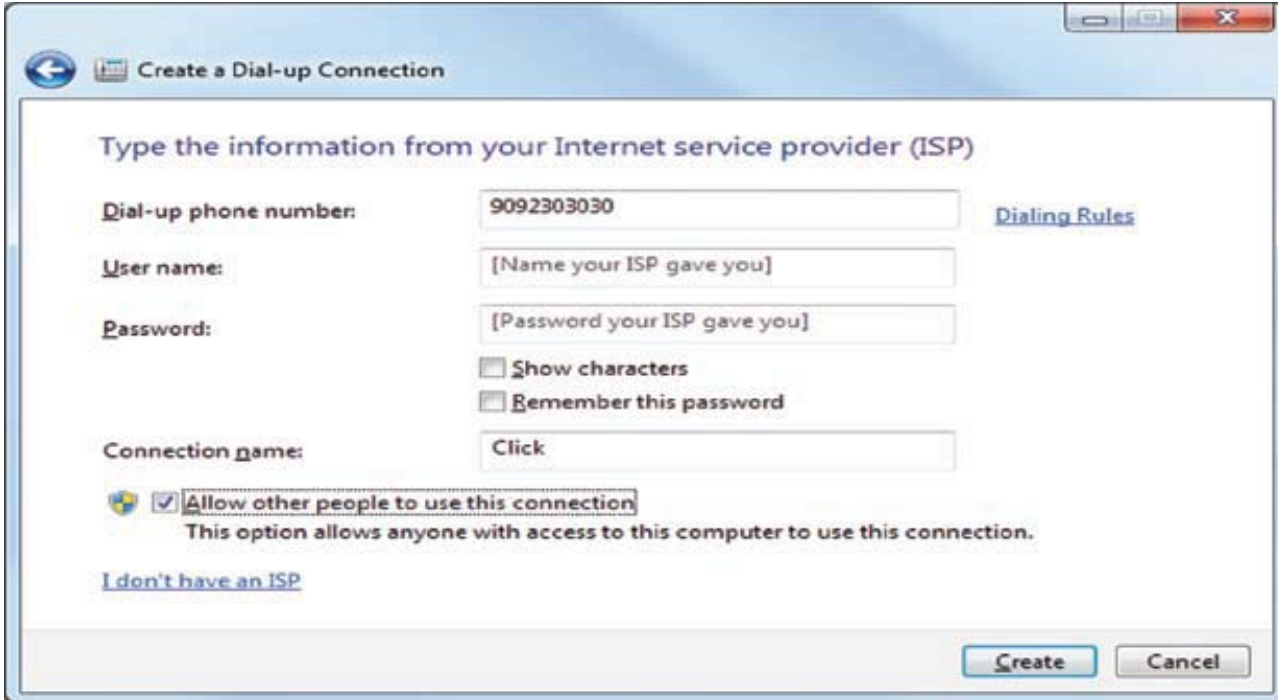 Create a Dial-up Connection
Type the information from your Internet service provider (ISP)
Dial-up phone number: 9092303030 Dialing Rules
User name: [Name your ISP gave you]
Password: [Password your ISP gave you]
Show characters
Remember this password
Connection name: Click
Allow other people to use this connection
This option allows anyone with access to this computer to use this connection.
I don't have an ISP
Create Cancel